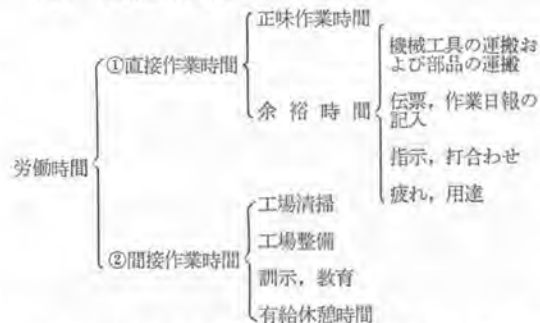 労働時間
①直接作業時間
正味作業時間
余裕時間
機械工具の運搬お
よび部品の運搬
伝票，作業日報の
記入
指示，打合わせ
疲れ，用達
②間接作業時間
工場清掃
工場整備
訓示，教育
有給休憩時間